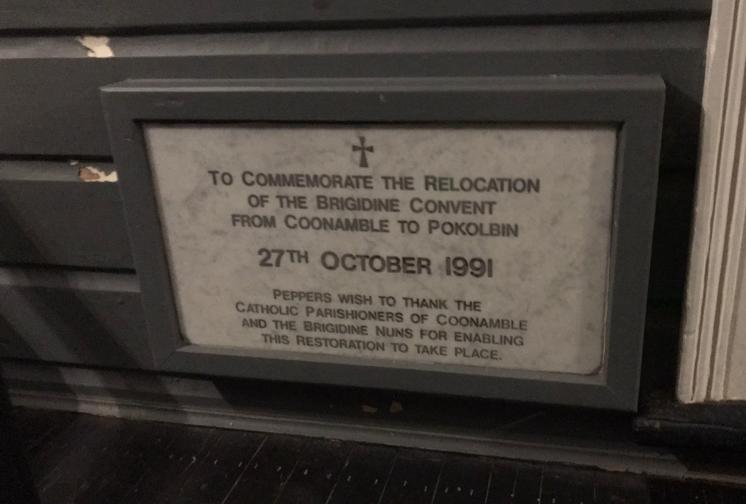 TO COMMEMORATE THE RELOCATION
OF THE BRIGIDINE CONVENT
FROM COONAMBLE TO POKOLBIN
27TH OCTOBER 1991
PEPPERS WISH TO THANK THE
CATHOLIC PARISHIONERS OF COONAMBLE
AND THE BRIGIDINE NUNS FOR ENABLING
THIS RESTORATION TO TAKE PLACE.